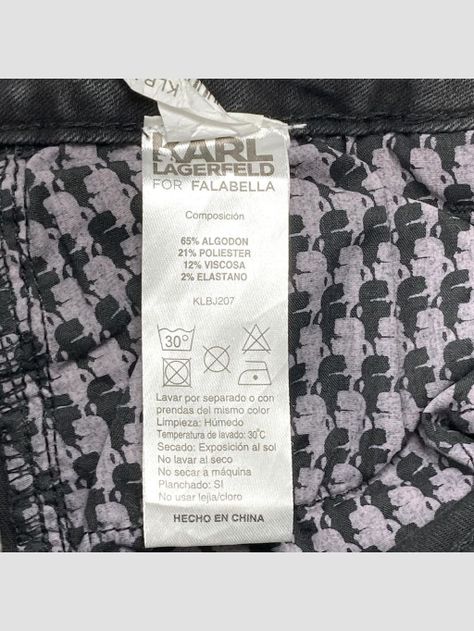 KARL
LAGERFELD
FOR FALABELLA
Composición
65% ALGODON
21% POLIESTER
12% VISCOSA
2% ELASTANO
KLBJ207
30°
Lavar por separado o con
prendas del mismo color
Limpieza: Húmedo
Temperatura de lavado: 30°C
Secado: Exposición al sol
No lavar al seco
No secar a máquina
Planchado: SI
No usar lejia/cloro
HECHO EN CHINA